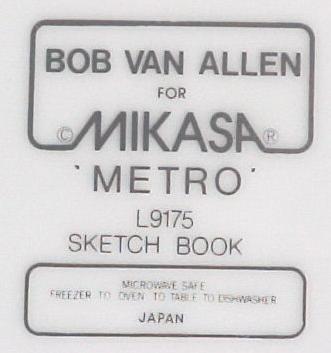 BOB VAN ALLEN
FOR
© MIKASA ®
'METRO'
L9175
SKETCH BOOK
MICROWAVE SAFE
FREEZER TO OVEN TO TABLE TO DISHWASHER
JAPAN